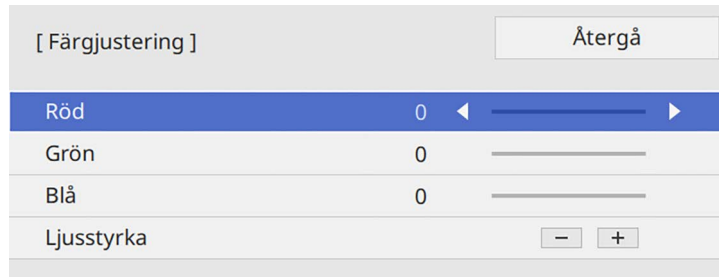 [ Färgjustering ]
Återgå
Röd 0
Grön 0
Blå 0
Ljusstyrka − +